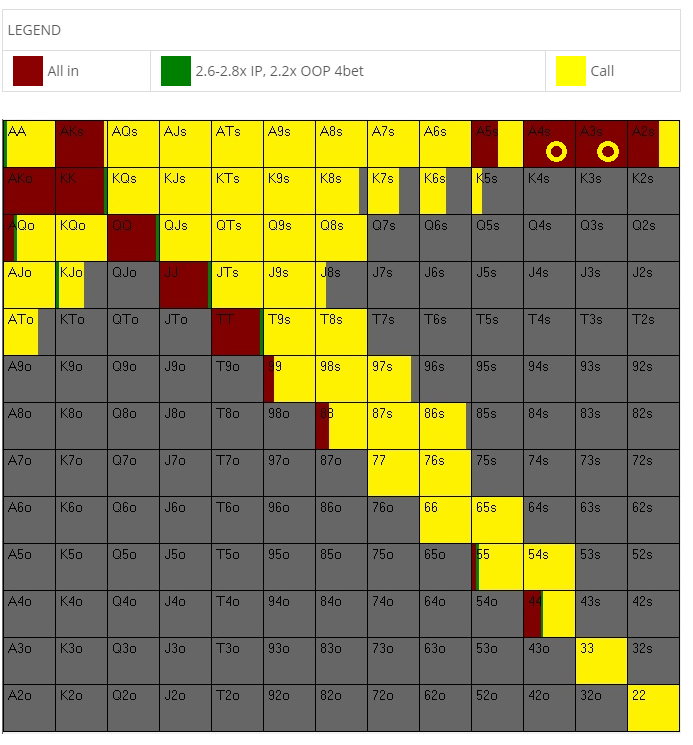 LEGEND
All in 2.6-2.8x IP, 2.2x OOP 4bet Call
AA AKs AQs AJs ATs A9s A8s A7s A6s A5s A4s A3s A2s
AKo KK KQs KJs KTs K9s K8s K7s K6s K5s K4s K3s K2s
AQo KQo QQ QJs QTs Q9s Q8s Q7s Q6s Q5s Q4s Q3s Q2s
AJo KJo QJo JJ JTs J9s J8s J7s J6s J5s J4s J3s J2s
ATo KTo QTo JTo TT T9s T8s T7s T6s T5s T4s T3s T2s
A9o K9o Q9o J9o T9o 99 98s 97s 96s 95s 94s 93s 92s
A8o K8o Q8o J8o T8o 98o 88 87s 86s 85s 84s 83s 82s
A7o K7o Q7o J7o T7o 97o 87o 77 76s 75s 74s 73s 72s
A6o K6o Q6o J6o T6o 96o 86o 76o 66 65s 64s 63s 62s
A5o K5o Q5o J5o T5o 95o 85o 75o 65o 55 54s 53s 52s
A4o K4o Q4o J4o T4o 94o 84o 74o 64o 54o 44 43s 42s
A3o K3o Q3o J3o T3o 93o 83o 73o 63o 53o 43o 33 32s
A2o K2o Q2o J2o T2o 92o 82o 72o 62o 52o 42o 32o 22